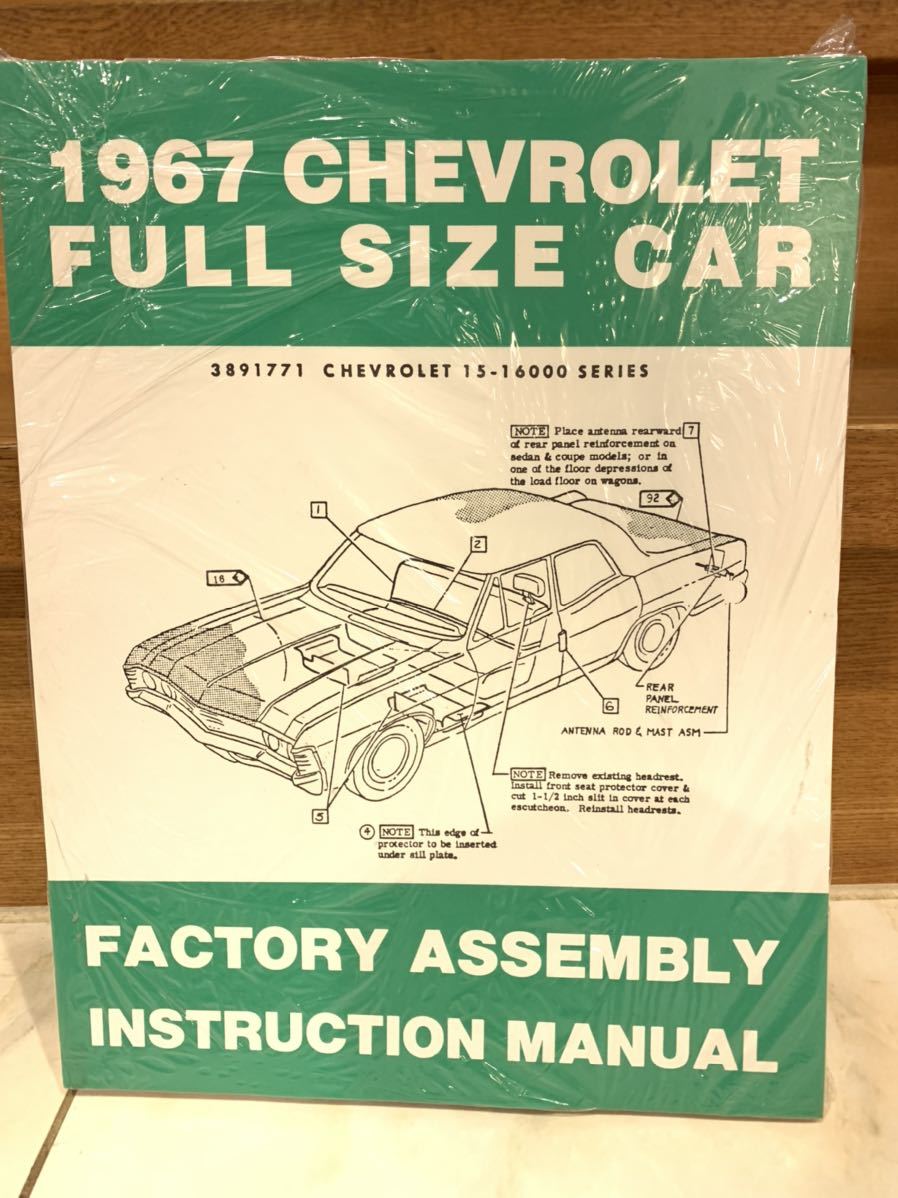 1967 CHEVROLET
FULL SIZE CAR
3891771 CHEVROLET 15-16000 SERIES
NOTE Place antenna rearward 7
of rear panel reinforcement on
sedan & coupe models; or in
one of the floor depressions of
the load floor on wagons.
92
1
2
18
6
REAR
PANEL
REINFORCEMENT
ANTENNA ROD & MAST ASM
NOTE Remove existing headrest.
Install front seat protector cover &
cut 1-1/2 inch slit in cover at each
escutcheon. Reinstall headrests.
5
4 NOTE This edge of
protector to be inserted
under sill plate.
FACTORY ASSEMBLY
INSTRUCTION MANUAL